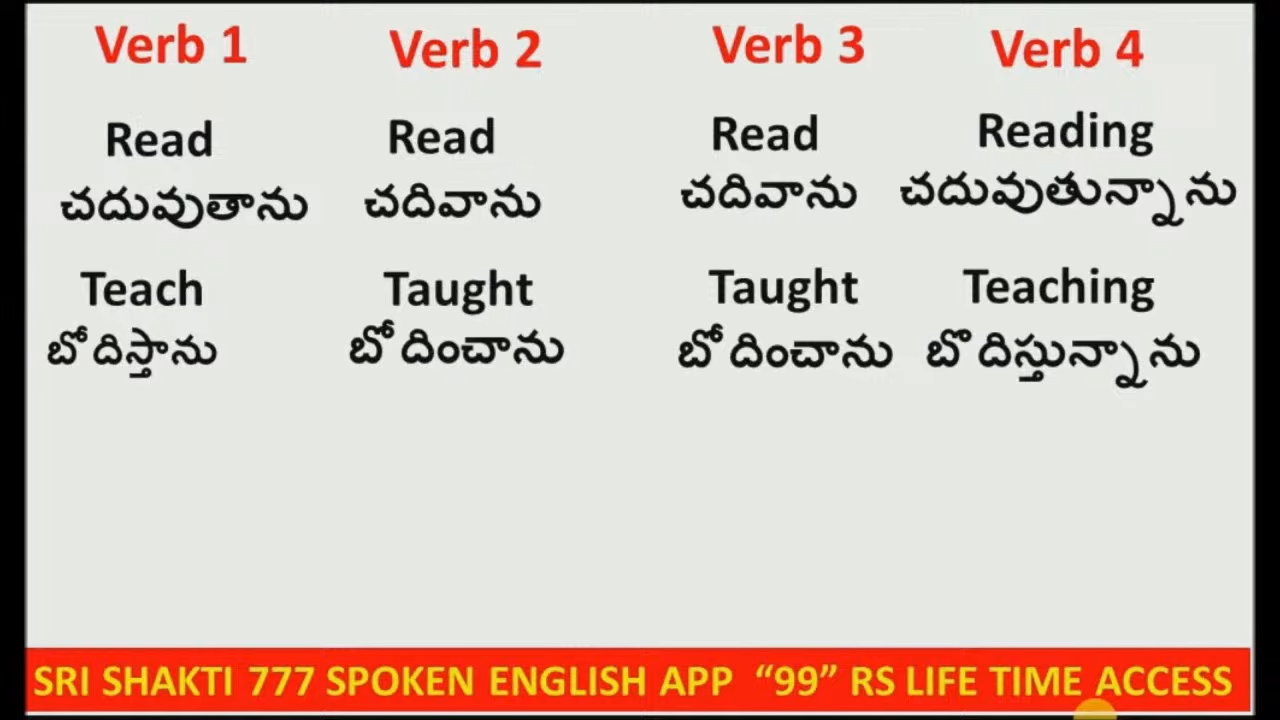 Verb 1 Verb 2 Verb 3 Verb 4
Read Read Read Reading
చదువుతాను చదివాను చదివాను చదువుతున్నాను
Teach Taught Taught Teaching
బోదిస్తాను బోదించాను బోదించాను బొదిస్తున్నాను
SRI SHAKTI 777 SPOKEN ENGLISH APP “99” RS LIFE TIME ACCESS